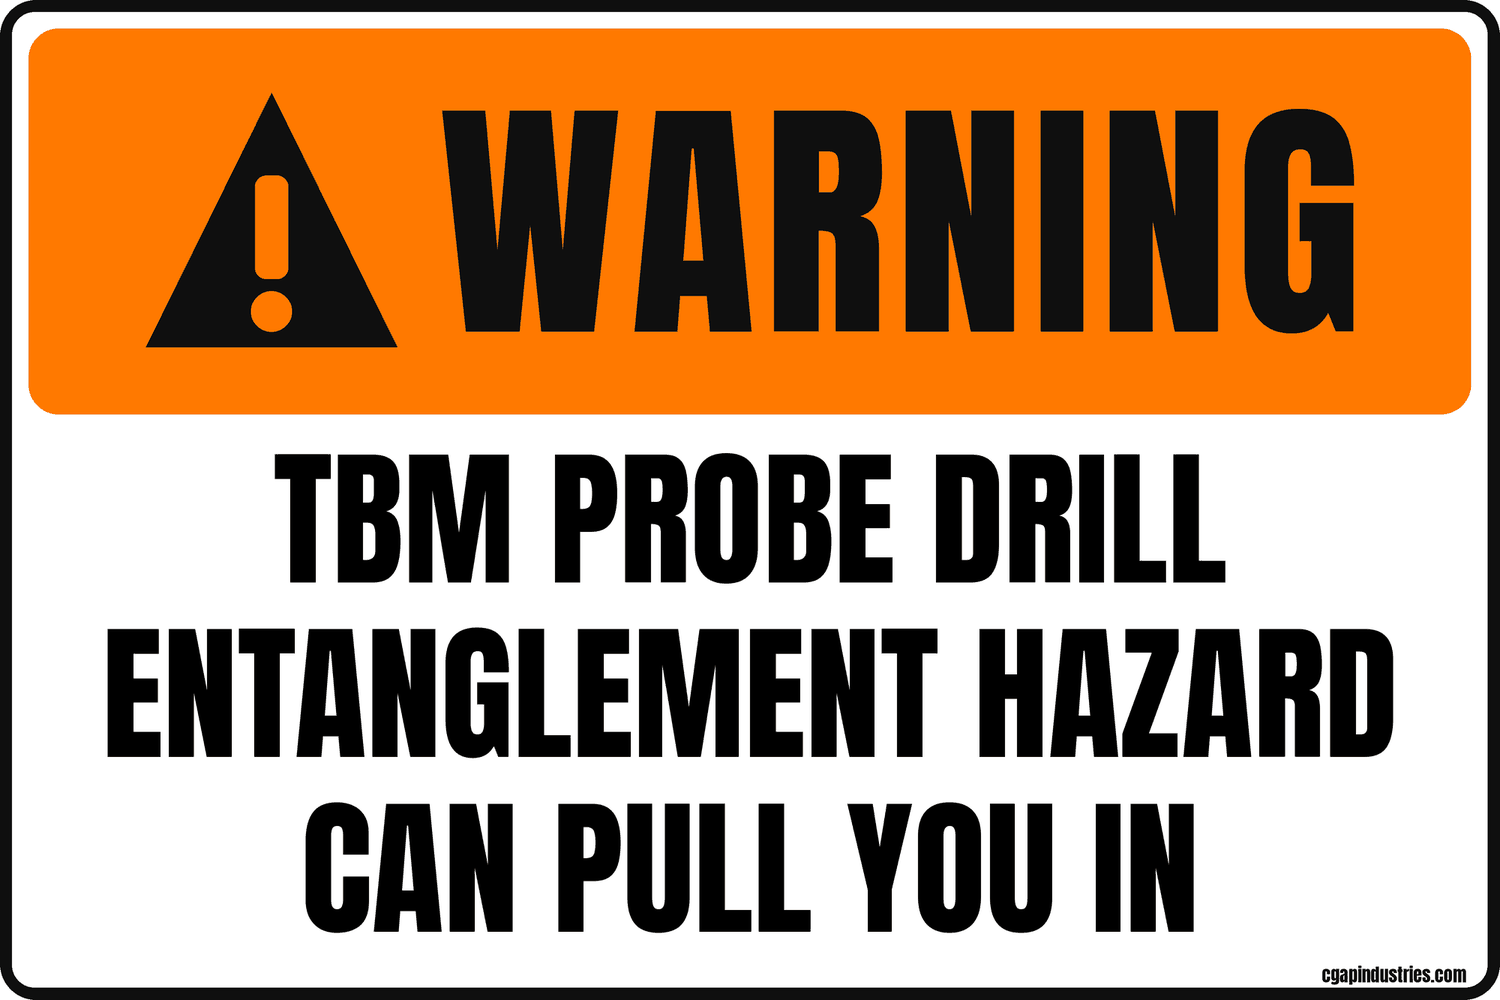 WARNING
TBM PROBE DRILL
ENTANGLEMENT HAZARD
CAN PULL YOU IN
cgapindustries.com